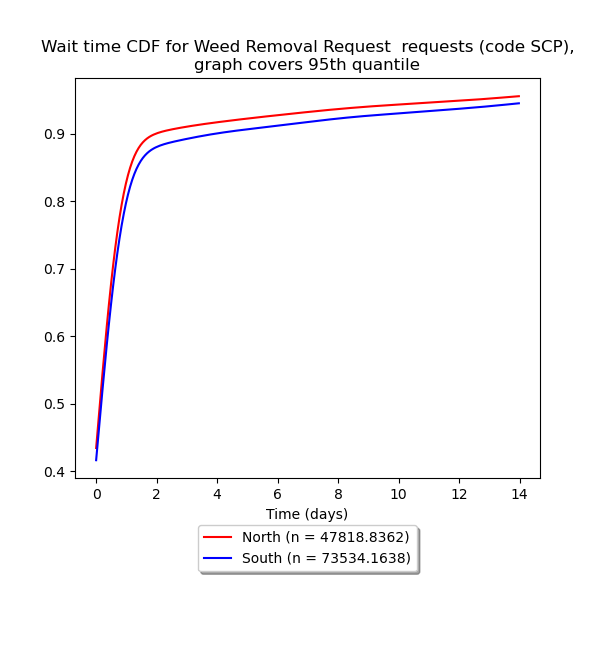 Wait time CDF for Weed Removal Request  requests (code SCP),
graph covers 95th quantile
0.9
0.8
0.7
0.6
0.5
0.4
0 2 4 6 8 10 12 14
Time (days)
North (n = 47818.8362)
South (n = 73534.1638)